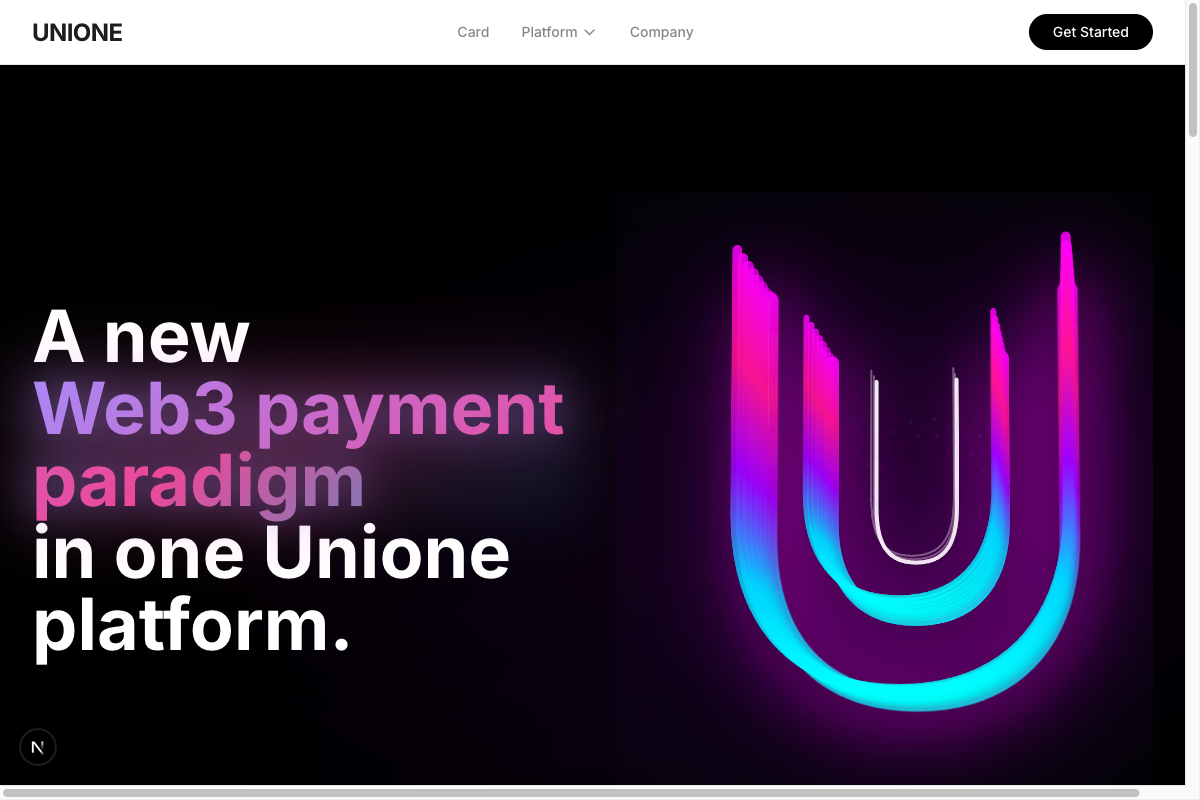 UNIONE
Card
Platform
Company
Get Started
A new
Web3 payment
paradigm
in one Unione
platform.
N